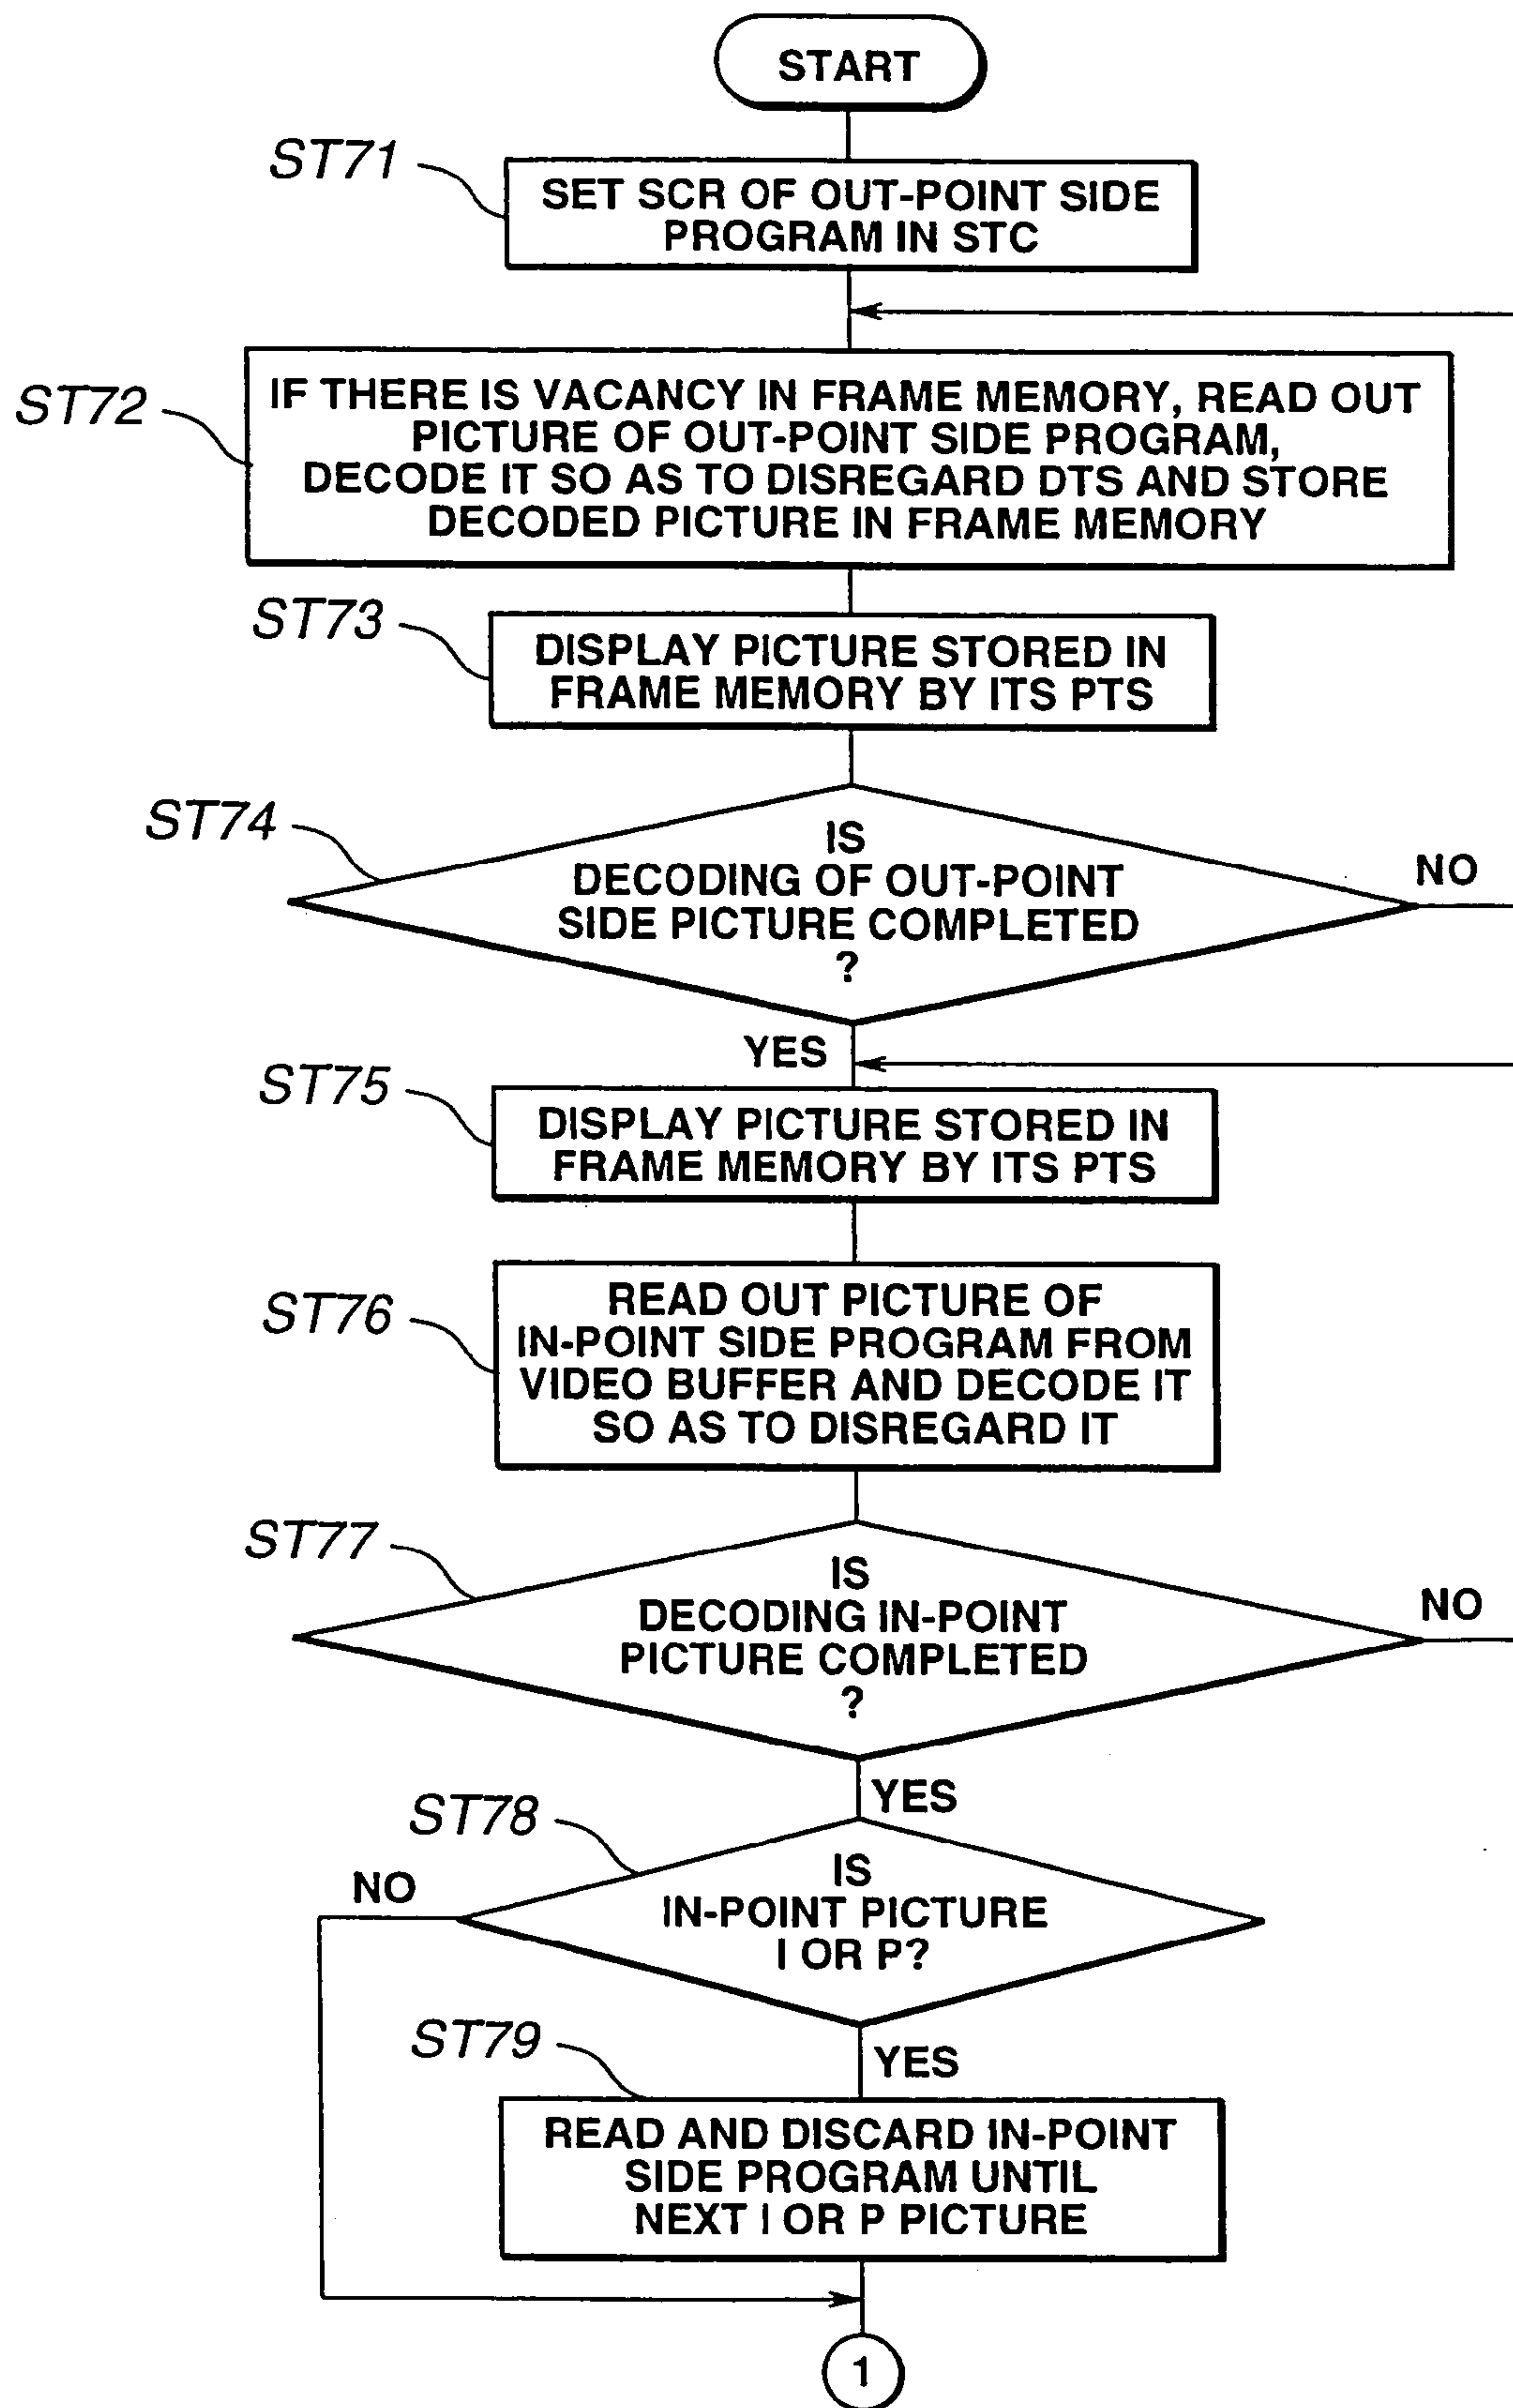 START
ST71
SET SCR OF OUT-POINT SIDE
PROGRAM IN STC
ST72
IF THERE IS VACANCY IN FRAME MEMORY, READ OUT
PICTURE OF OUT-POINT SIDE PROGRAM,
DECODE IT SO AS TO DISREGARD DTS AND STORE
DECODED PICTURE IN FRAME MEMORY
ST73
DISPLAY PICTURE STORED IN
FRAME MEMORY BY ITS PTS
ST74
IS
DECODING OF OUT-POINT
SIDE PICTURE COMPLETED
?
NO
YES
ST75
DISPLAY PICTURE STORED IN
FRAME MEMORY BY ITS PTS
ST76
READ OUT PICTURE OF
IN-POINT SIDE PROGRAM FROM
VIDEO BUFFER AND DECODE IT
SO AS TO DISREGARD IT
ST77
IS
DECODING IN-POINT
PICTURE COMPLETED
?
NO
YES
ST78
IS
IN-POINT PICTURE
I OR P?
NO
YES
ST79
READ AND DISCARD IN-POINT
SIDE PROGRAM UNTIL
NEXT I OR P PICTURE
1